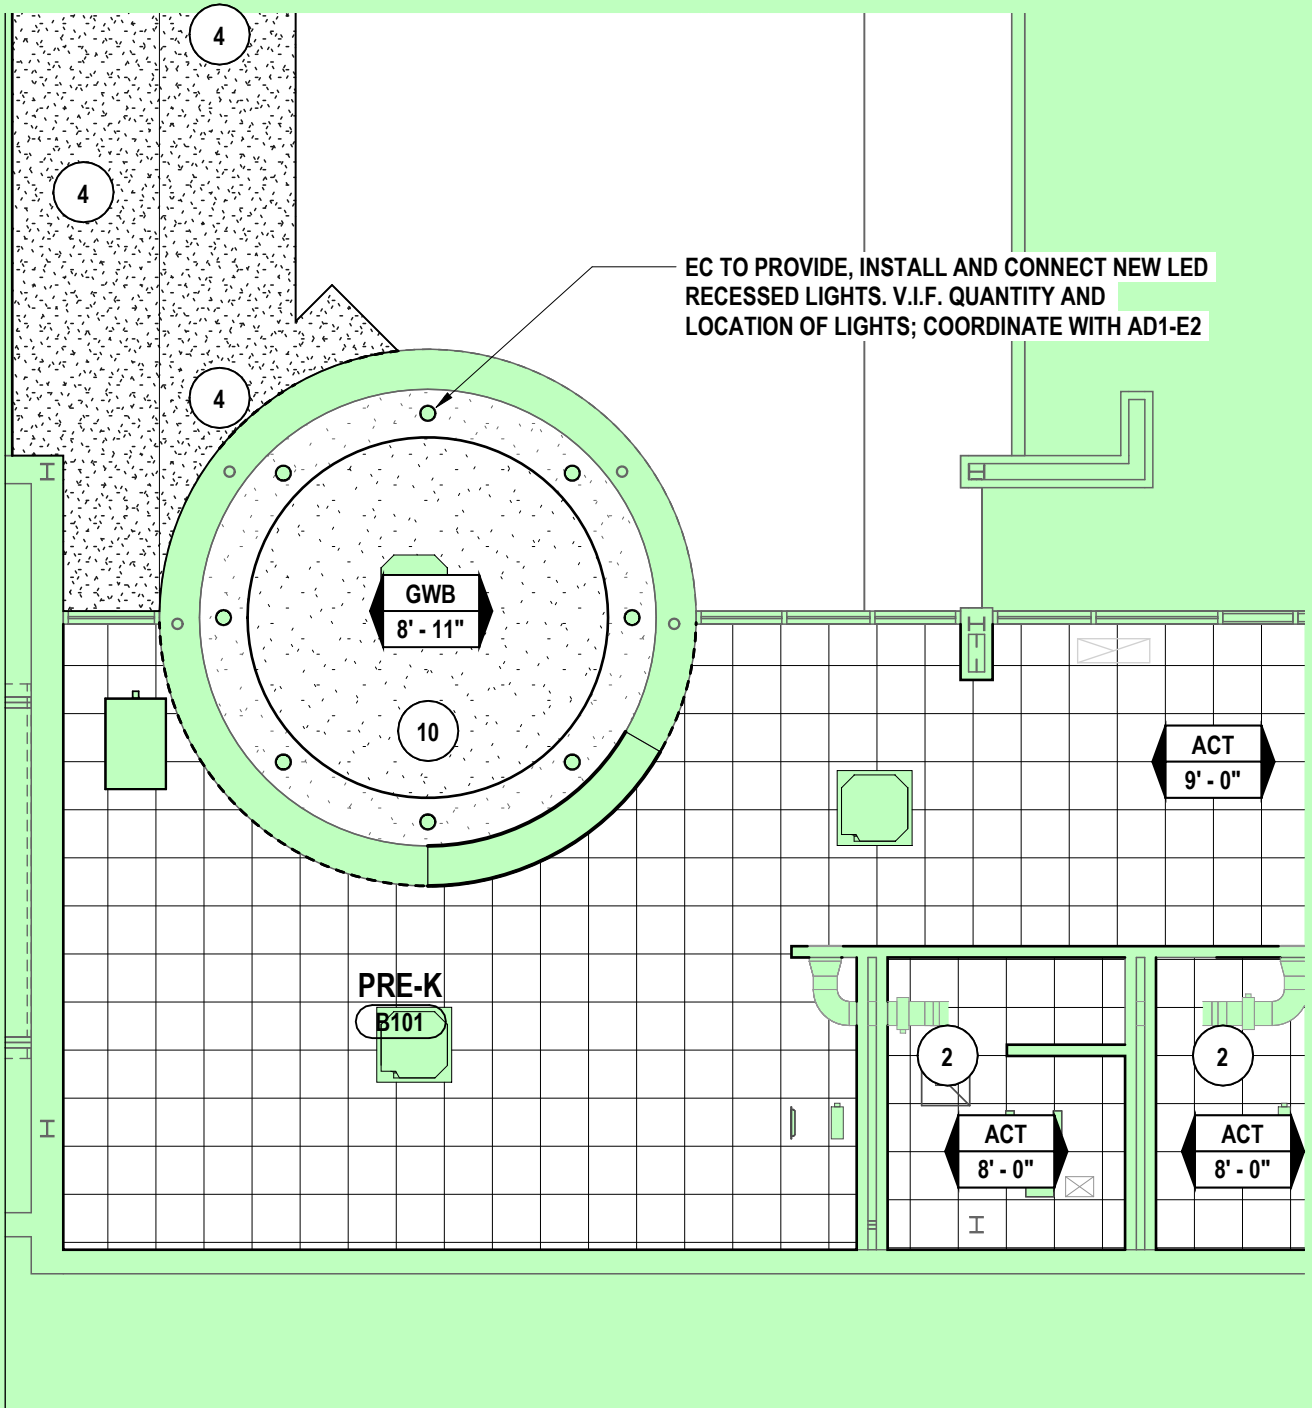 4
4
EC TO PROVIDE, INSTALL AND CONNECT NEW LED
RECESSED LIGHTS. V.I.F. QUANTITY AND
LOCATION OF LIGHTS; COORDINATE WITH AD1-E2
4
GWB
8' - 11"
10
ACT
9' - 0"
PRE-K
B101
2
2
ACT
8' - 0"
ACT
8' - 0"